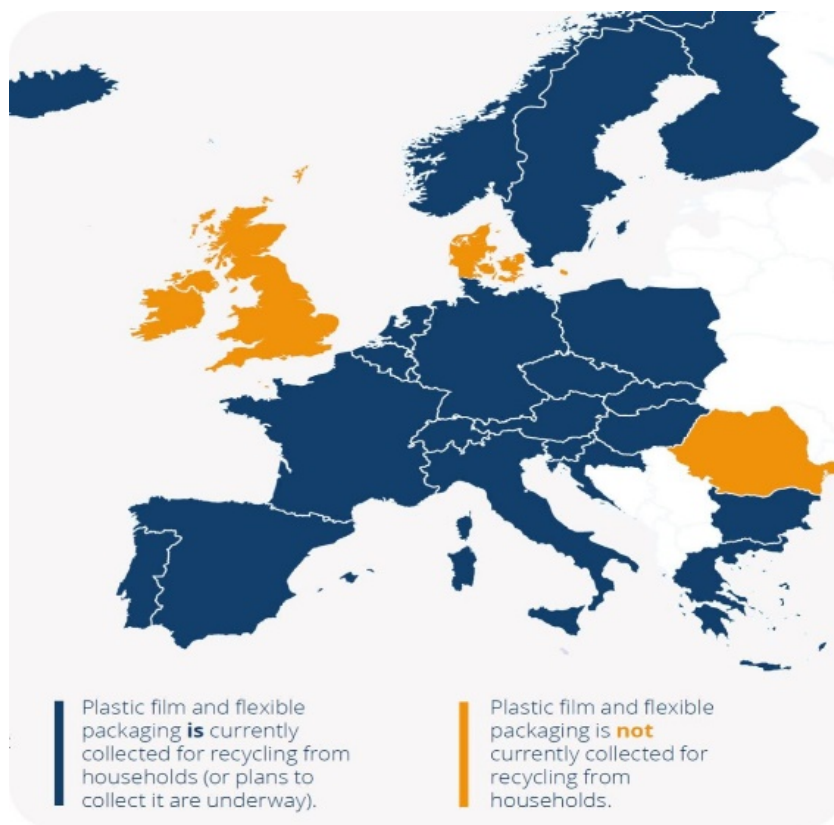 Plastic film and flexible
packaging is currently
collected for recycling from
households (or plans to
collect it are underway).
Plastic film and flexible
packaging is not
currently collected for
recycling from
households.